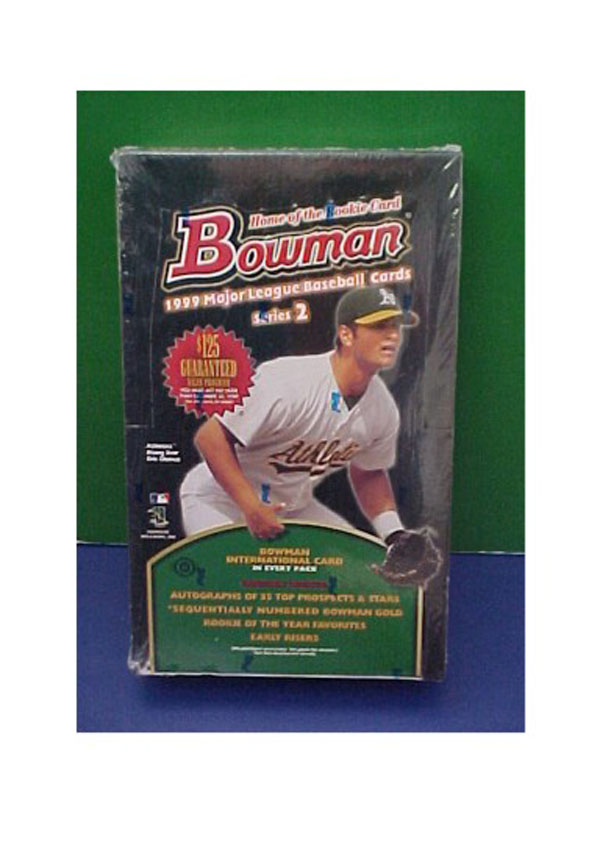 Home of the Rookie Card
Bowman
1999 Major League Baseball Cards
Series 2
$125
GUARANTEED
A
Athletics
BOWMAN
INTERNATIONAL CARD
IN EVERY PACK
AUTOGRAPHS OF 35 TOP PROSPECTS & STARS
*SEQUENTIALLY NUMBERED BOWMAN GOLD
ROOKIE OF THE YEAR FAVORITES
EARLY RISERS